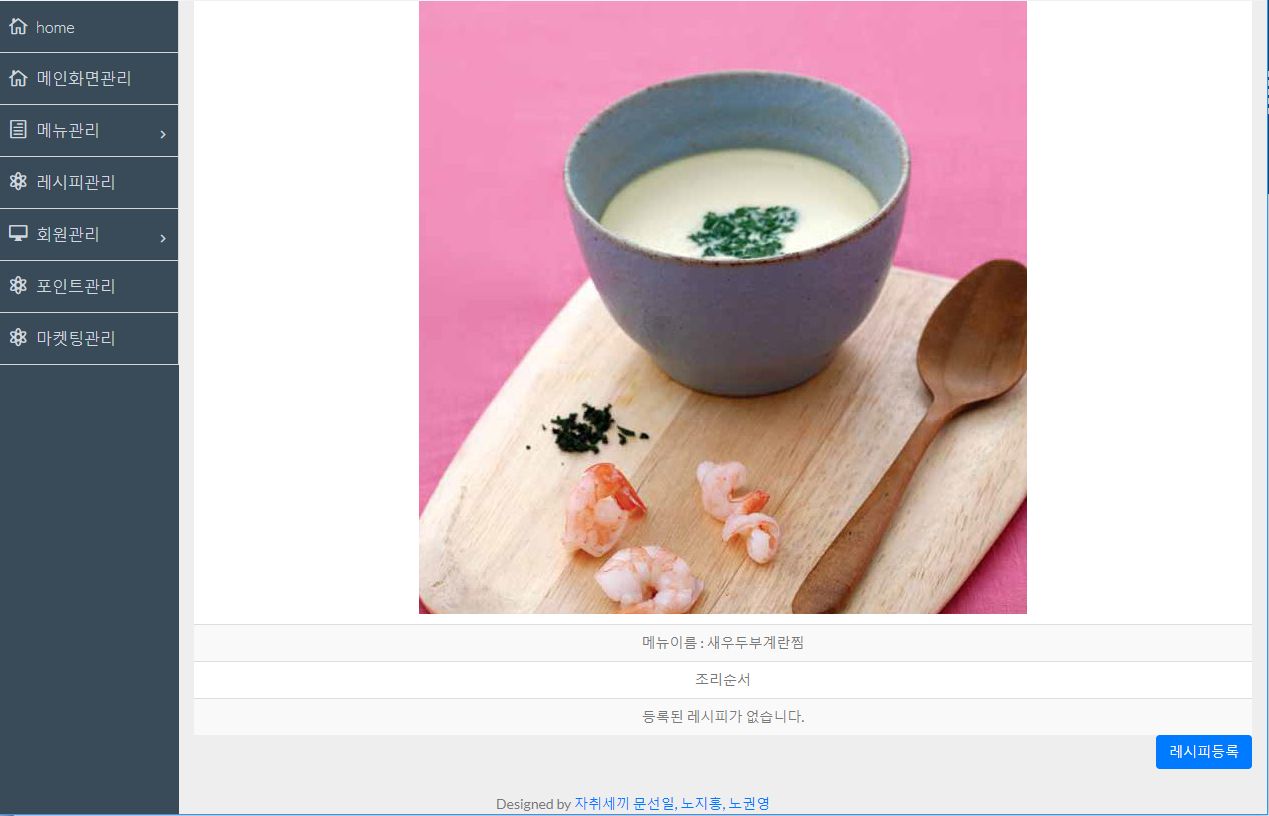 home
메인화면관리
메뉴관리
레시피관리
회원관리
포인트관리
마켓팅관리
메뉴이름 : 새우두부계란찜
조리순서
등록된 레시피가 없습니다.
레시피등록
Designed by 자취세끼 문선일, 노지홍, 노권영